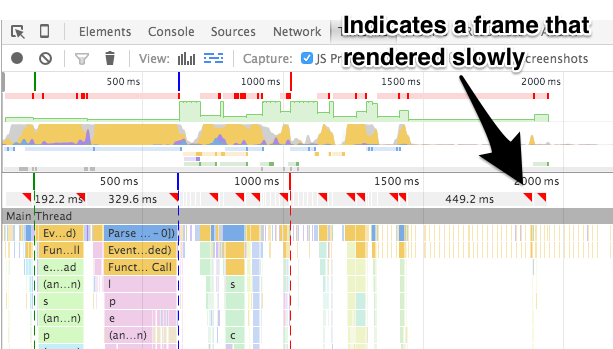 Indicates a frame that
rendered slowly
Elements Console Sources Network
View: Capture: JS Pr screenshots
500 ms 1000 ms 1500 ms 2000 ms
500 ms 1000 ms 1500 ms 2000 ms
192.2 ms 329.6 ms 449.2 ms
Main Thread
Ev...d) Parse ... – 0])
Fun...ll Event...ded)
e...ad Funct... Call
(an...n) l s
s p
(an...n) e
p (an...n) c